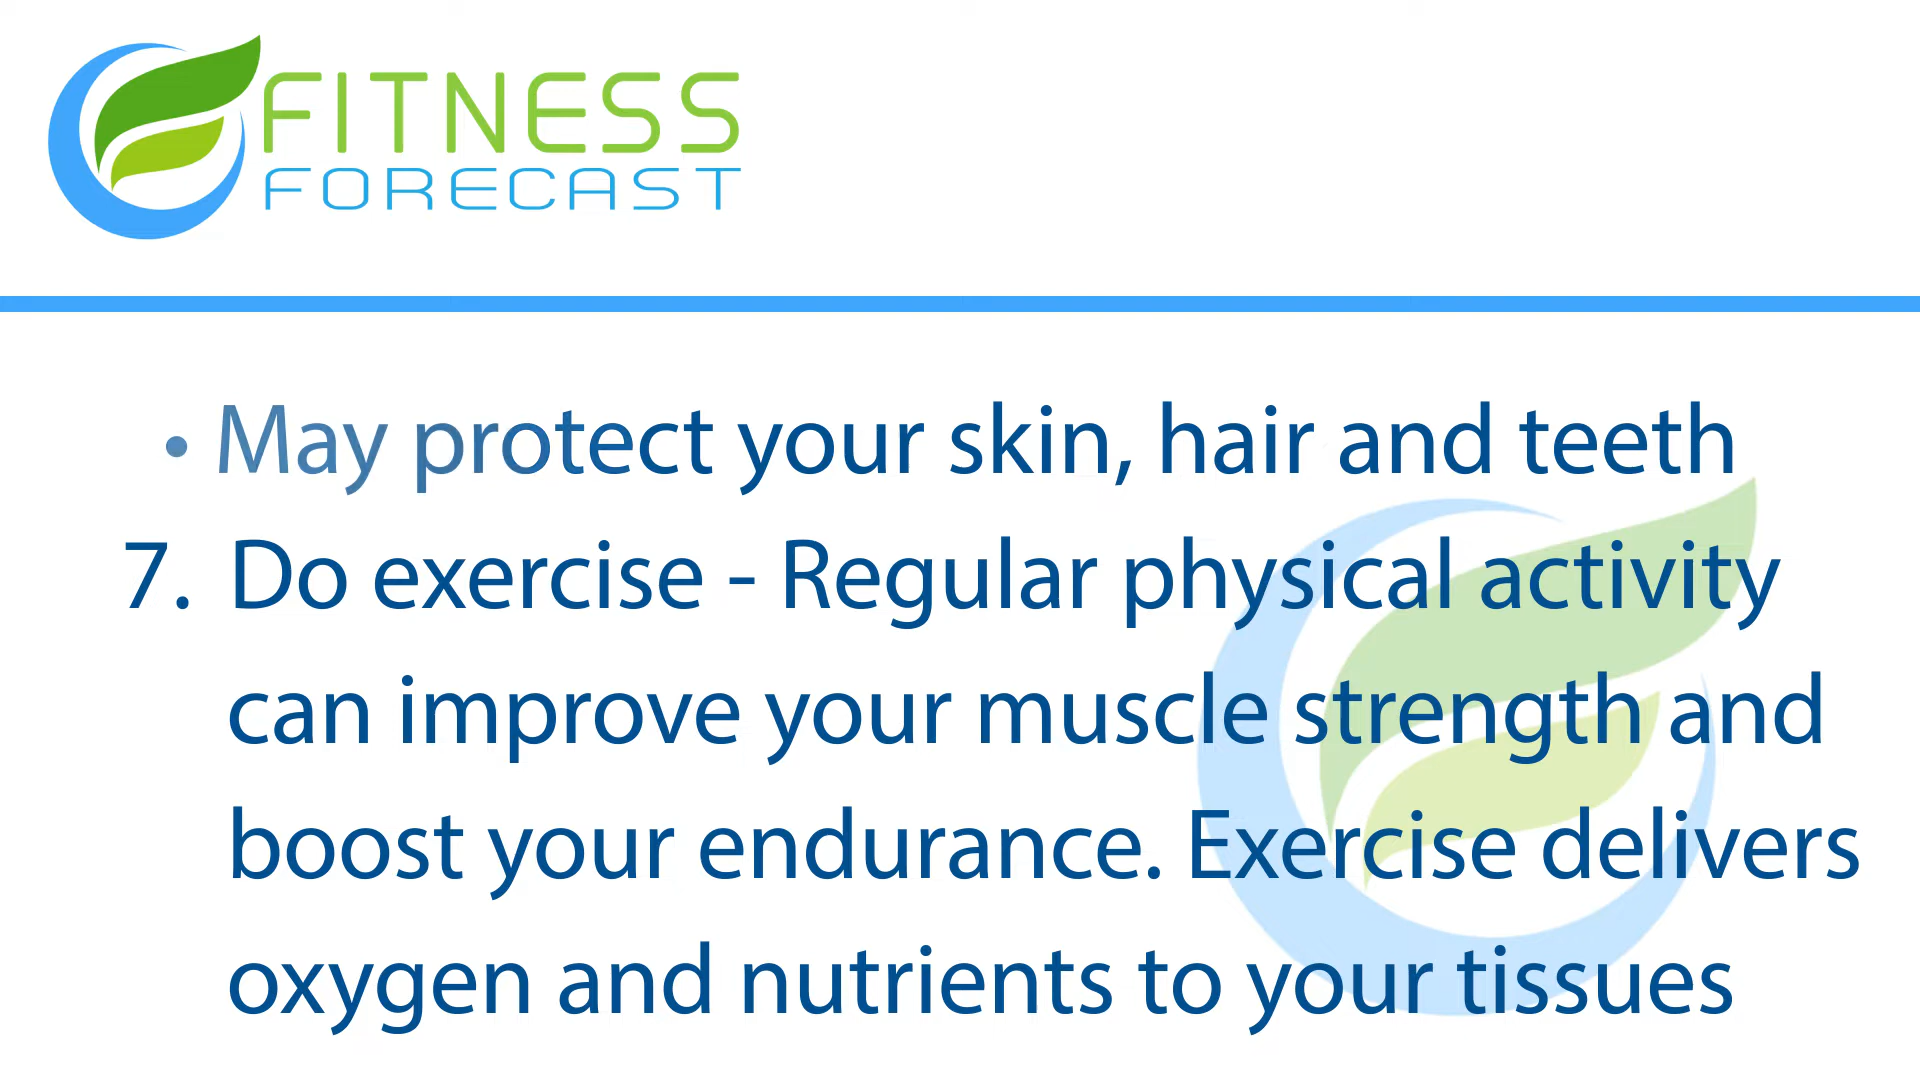 FITNESS
FORECAST
• May protect your skin, hair and teeth
7. Do exercise - Regular physical activity
can improve your muscle strength and
boost your endurance. Exercise delivers
oxygen and nutrients to your tissues